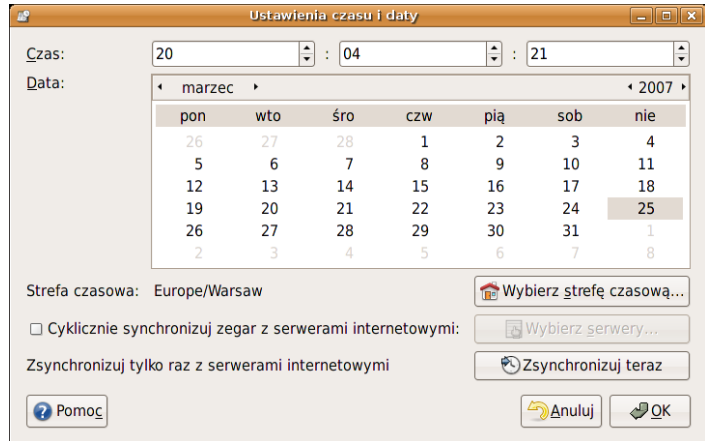 Ustawienia czasu i daty
Czas: 20 : 04 : 21
Data: marzec 2007
pon wto śro czw pią sob nie
26 27 28 1 2 3 4
5 6 7 8 9 10 11
12 13 14 15 16 17 18
19 20 21 22 23 24 25
26 27 28 29 30 31 1
2 3 4 5 6 7 8
Strefa czasowa: Europe/Warsaw Wybierz strefę czasową...
Cyklicznie synchronizuj zegar z serwerami internetowymi: Wybierz serwery...
Zsynchronizuj tylko raz z serwerami internetowymi Zsynchronizuj teraz
Pomoc Anuluj OK